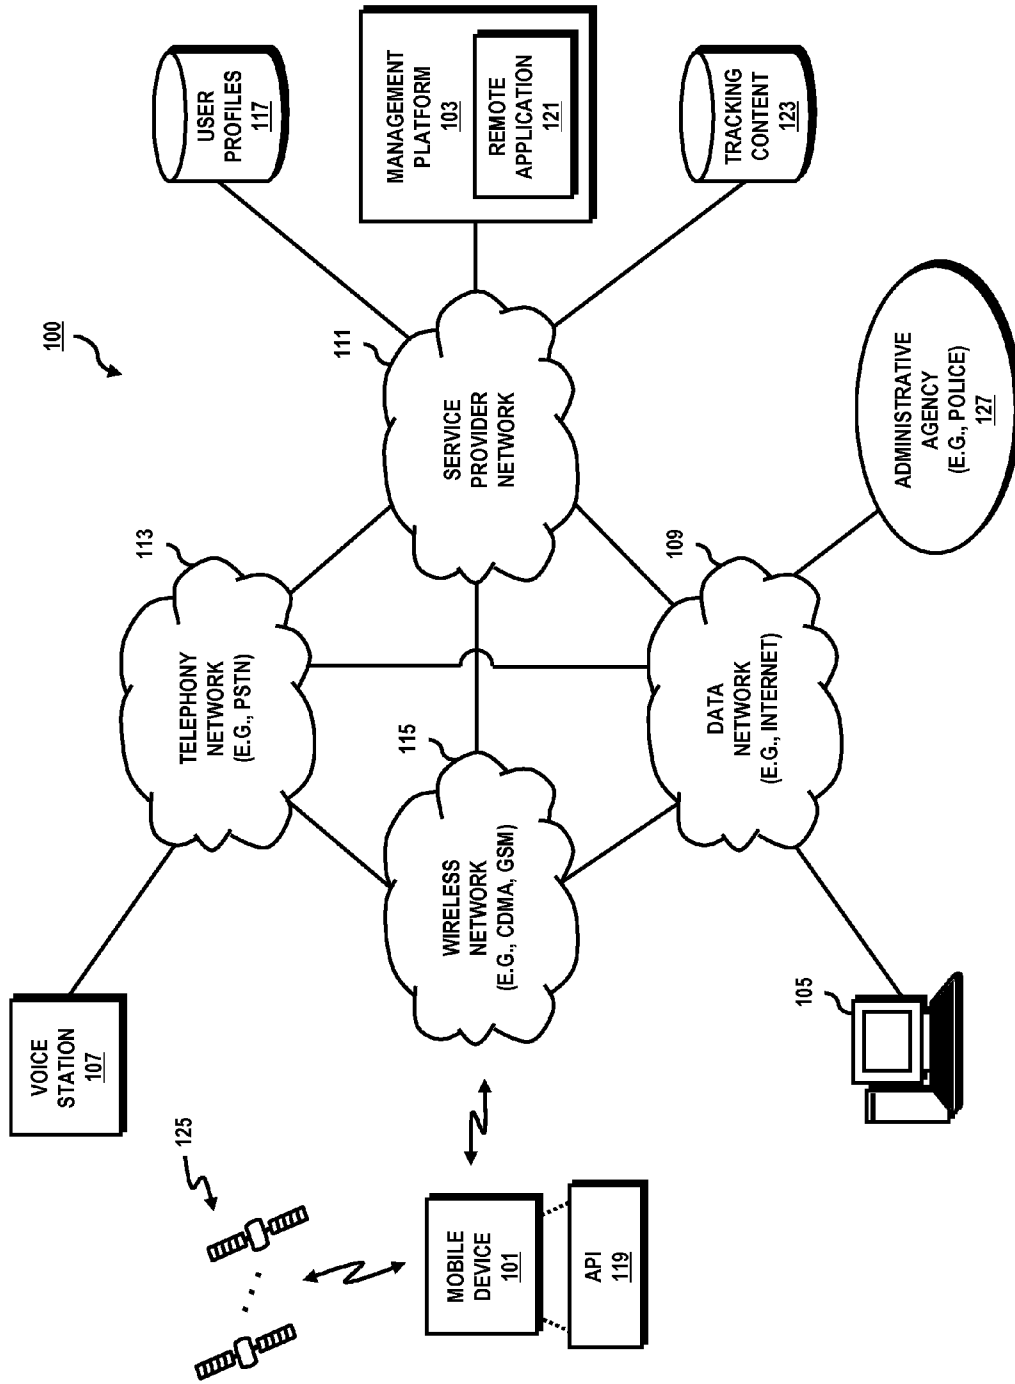 100
VOICE
STATION
107
TELEPHONY
NETWORK
(E.G., PSTN)
113
USER
PROFILES
117
125
MOBILE
DEVICE
101
API
119
WIRELESS
NETWORK
(E.G., CDMA, GSM)
115
SERVICE
PROVIDER
NETWORK
111
MANAGEMENT
PLATFORM
103
REMOTE
APPLICATION
121
105
DATA
NETWORK
(E.G., INTERNET)
109
TRACKING
CONTENT
123
ADMINISTRATIVE
AGENCY
(E.G., POLICE)
127